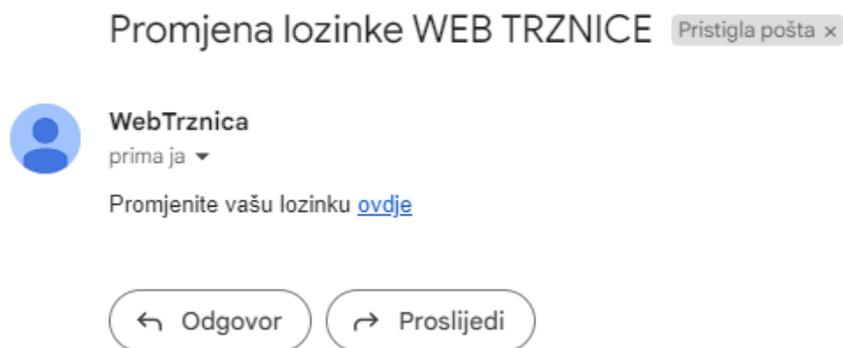 Promjena lozinke WEB TRZNICE Pristigla pošta ×
WebTrznica
prima ja
Promjenite vašu lozinku ovdje
Odgovor Proslijedi